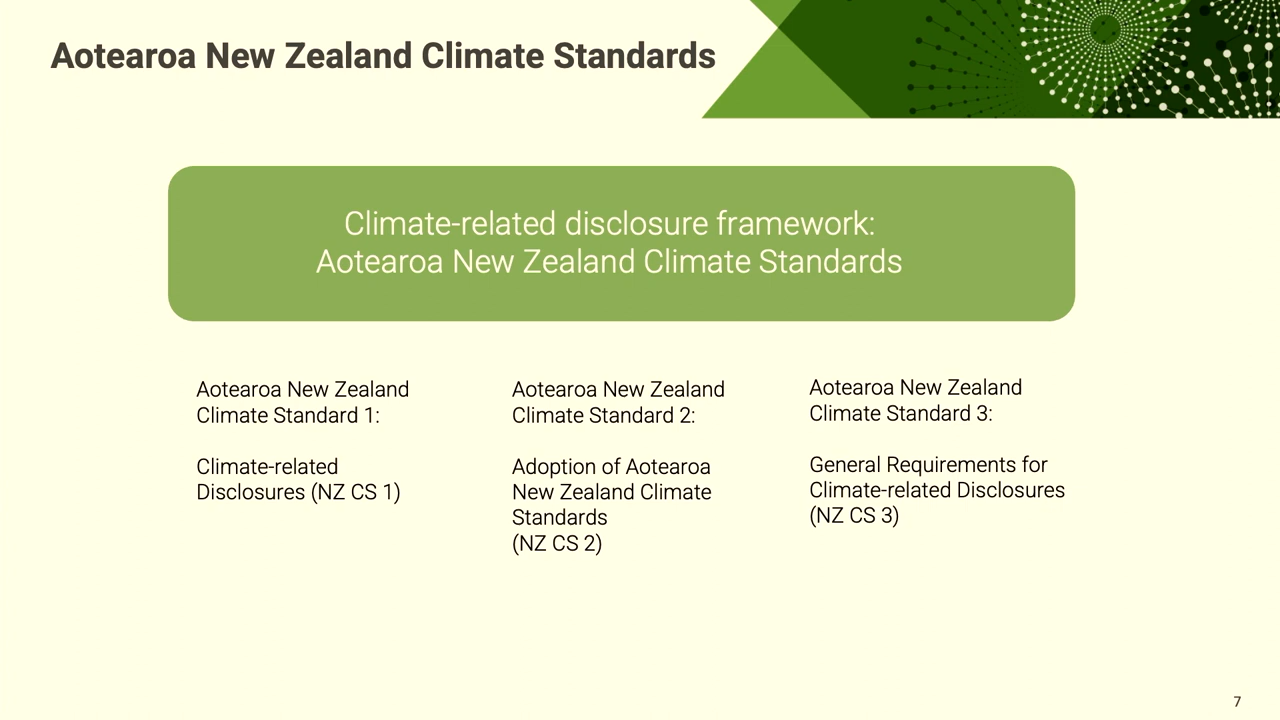 Aotearoa New Zealand Climate Standards
Climate-related disclosure framework:
Aotearoa New Zealand Climate Standards
Aotearoa New Zealand
Climate Standard 1:
Climate-related
Disclosures (NZ CS 1)
Aotearoa New Zealand
Climate Standard 2:
Adoption of Aotearoa
New Zealand Climate
Standards
(NZ CS 2)
Aotearoa New Zealand
Climate Standard 3:
General Requirements for
Climate-related Disclosures
(NZ CS 3)
7